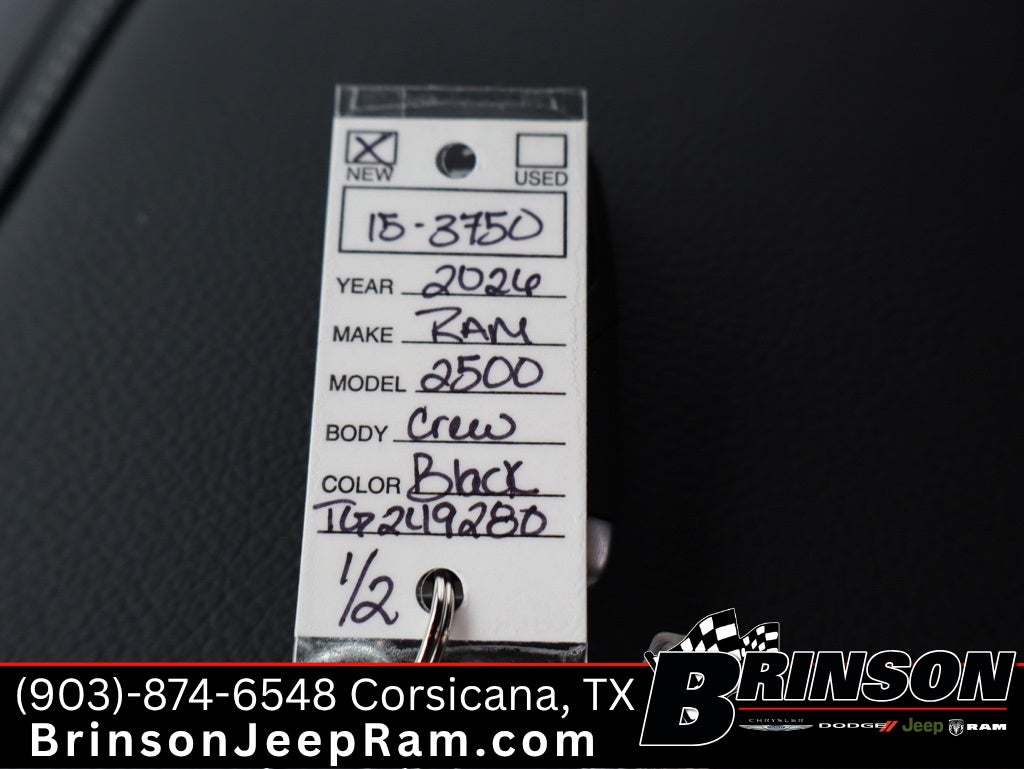 X
NEW USED
15-3750
YEAR 2026
MAKE RAM
MODEL 2500
BODY Crew
COLOR Black
TG249280
1/2
(903)-874-6548 Corsicana, TX
BrinsonJeepRam.com
BRINSON
CHRYSLER DODGE// Jeep RAM